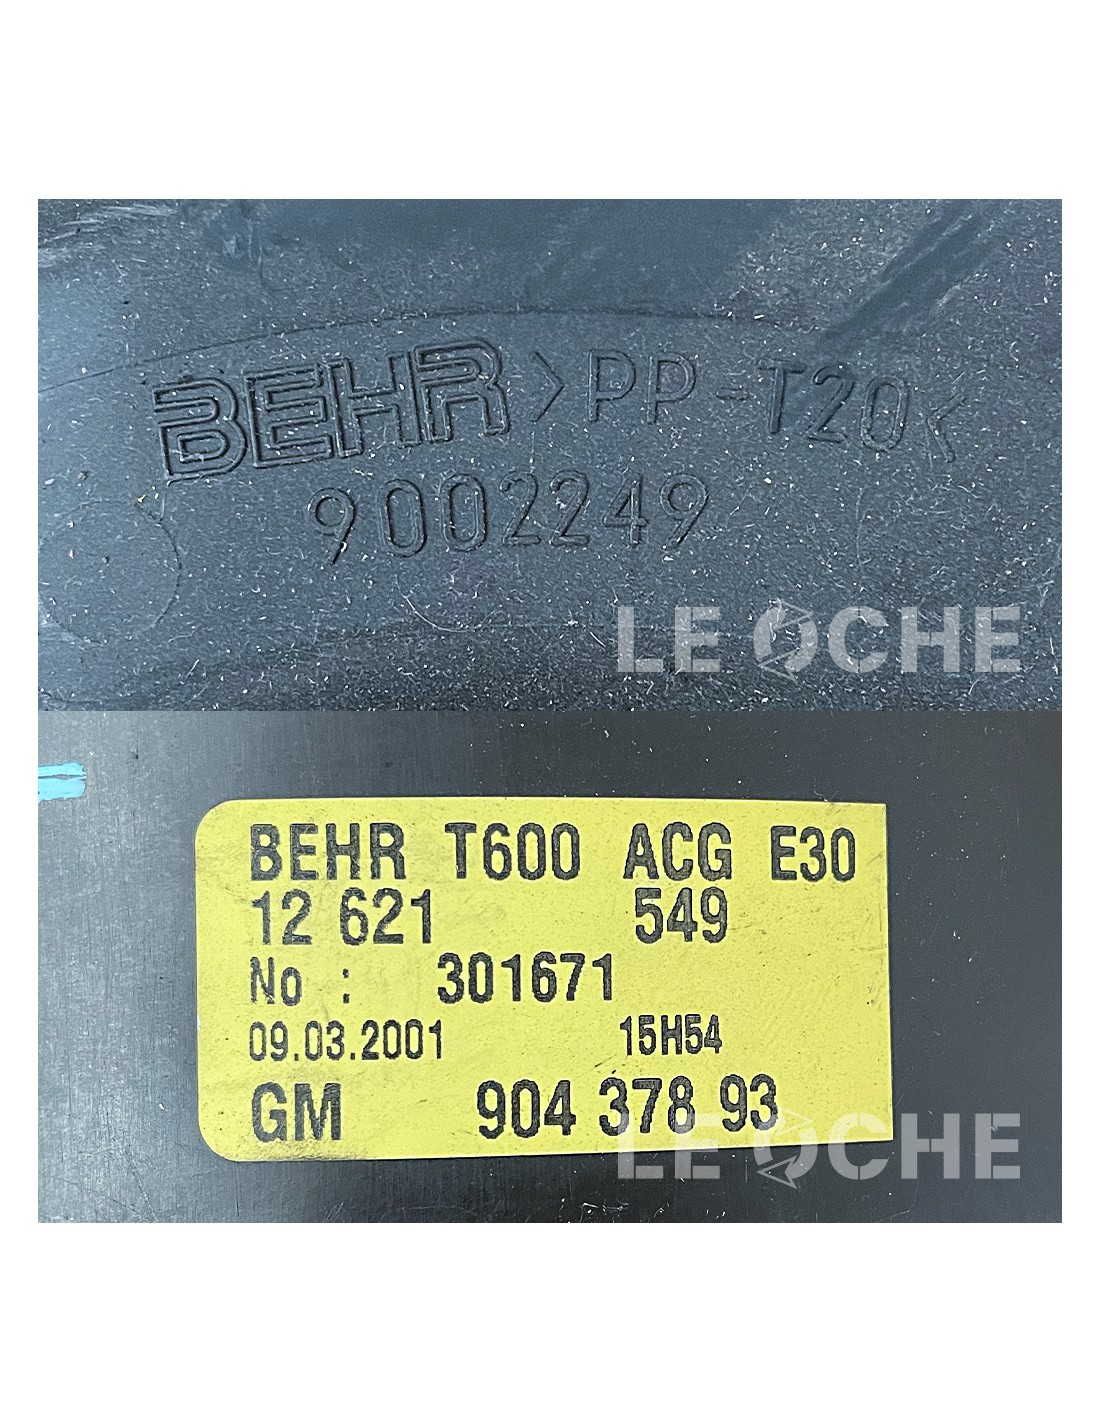 BEHR >PP-T20<
9002249
LE OCHE
BEHR T600 ACG E30
12 621 549
No : 301671
09.03.2001 15H54
GM 904 378 93
LE OCHE